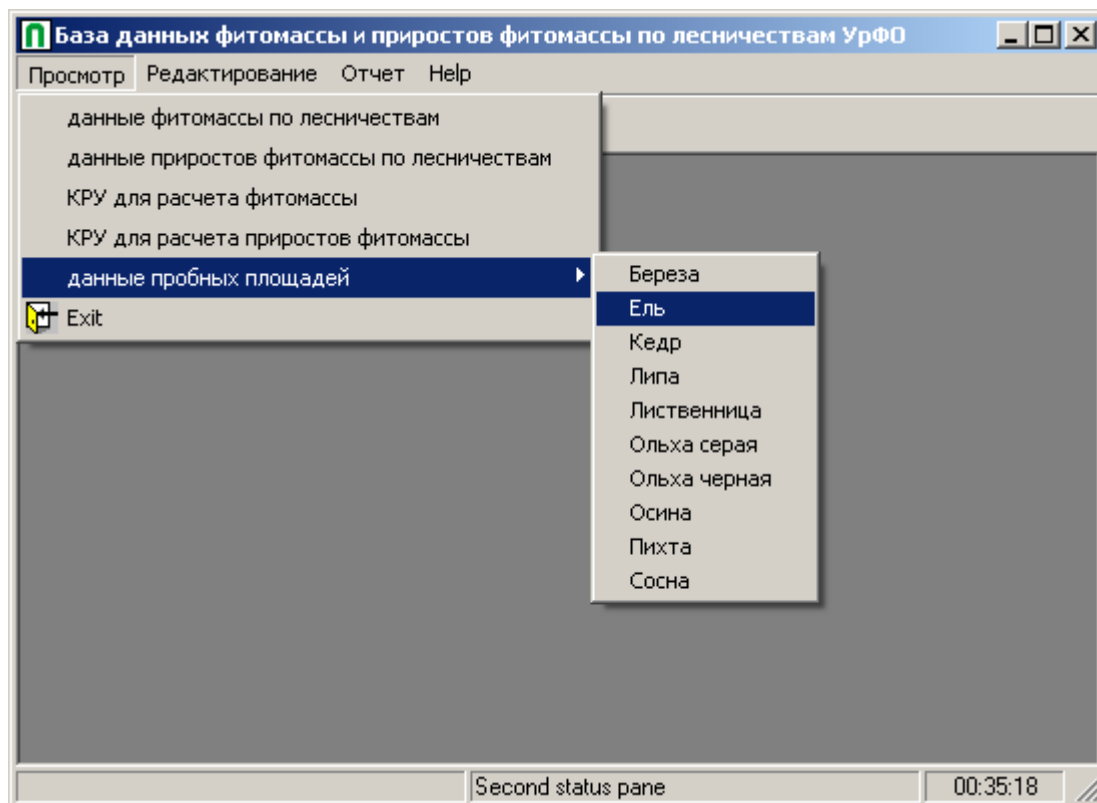 База данных фитомассы и приростов фитомассы по лесничествам УрФО
Просмотр Редактирование Отчет Help
данные фитомассы по лесничествам
данные приростов фитомассы по лесничествам
КРУ для расчета фитомассы
КРУ для расчета приростов фитомассы
данные пробных площадей
Exit
Береза
Ель
Кедр
Липа
Лиственница
Ольха серая
Ольха черная
Осина
Пихта
Сосна
Second status pane 00:35:18